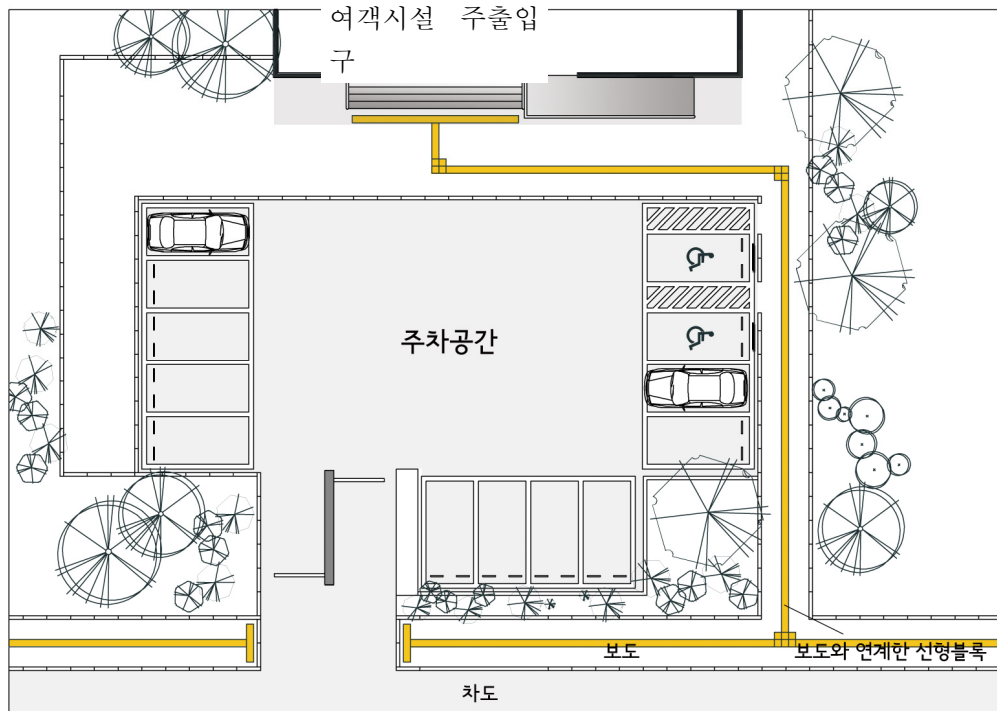 여객시설 주출입
구
주차공간
보도
보도와 연계한 선형블록
차도